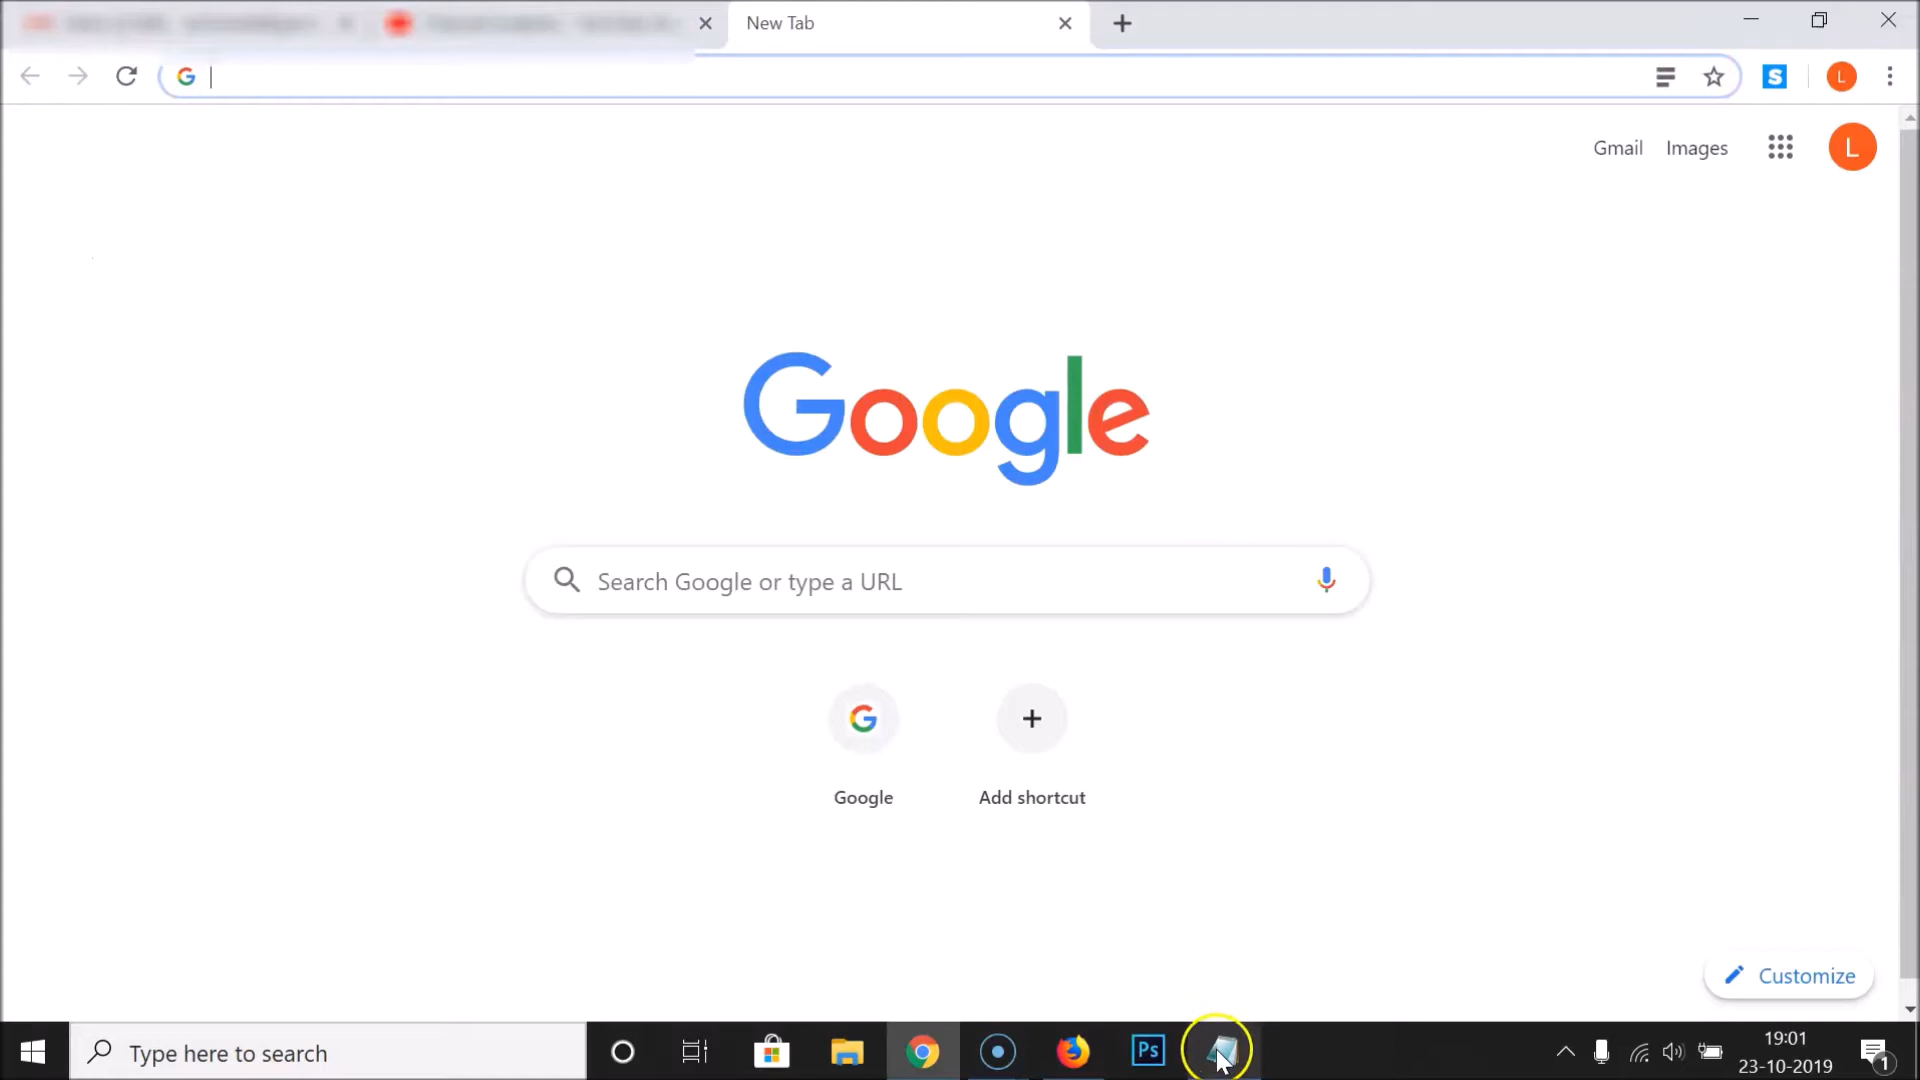 New Tab
Gmail Images
L
L
Google
Search Google or type a URL
Google
Add shortcut
Customize
Type here to search
Ps
19:01
23-10-2019
1